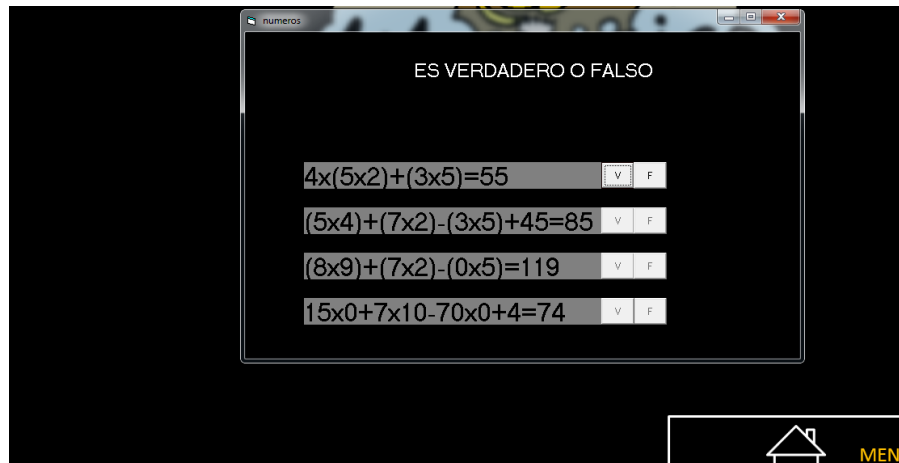 numeros
ES VERDADERO O FALSO
4x(5x2)+(3x5)=55 V F
(5x4)+(7x2)-(3x5)+45=85 V F
(8x9)+(7x2)-(0x5)=119 V F
15x0+7x10-70x0+4=74 V F